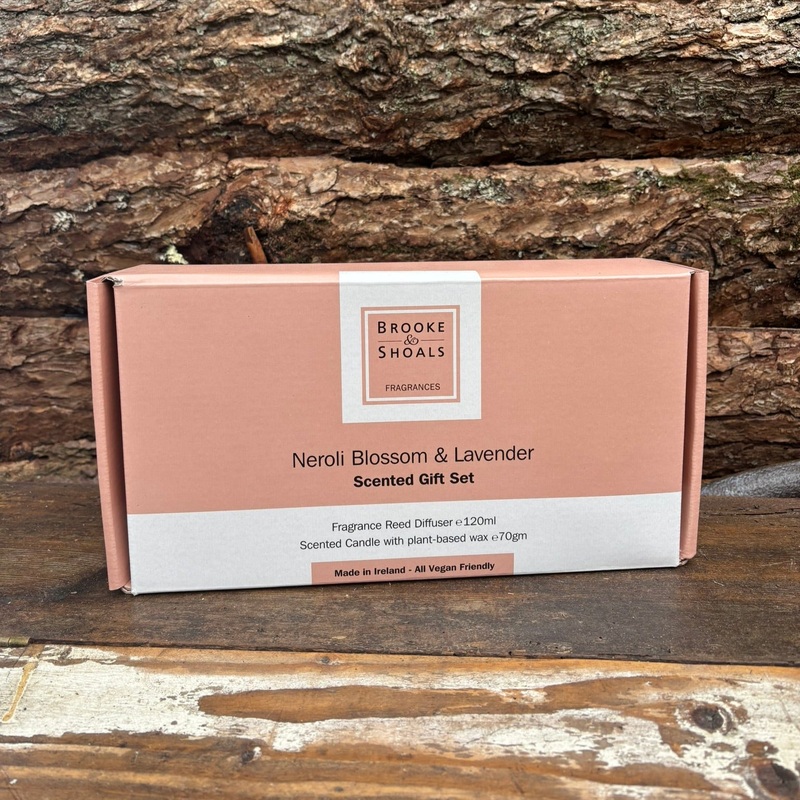 BROOKE
&
SHOALS
FRAGRANCES
Neroli Blossom & Lavender
Scented Gift Set
Fragrance Reed Diffuser ℮120ml
Scented Candle with plant-based wax ℮70gm
Made in Ireland - All Vegan Friendly